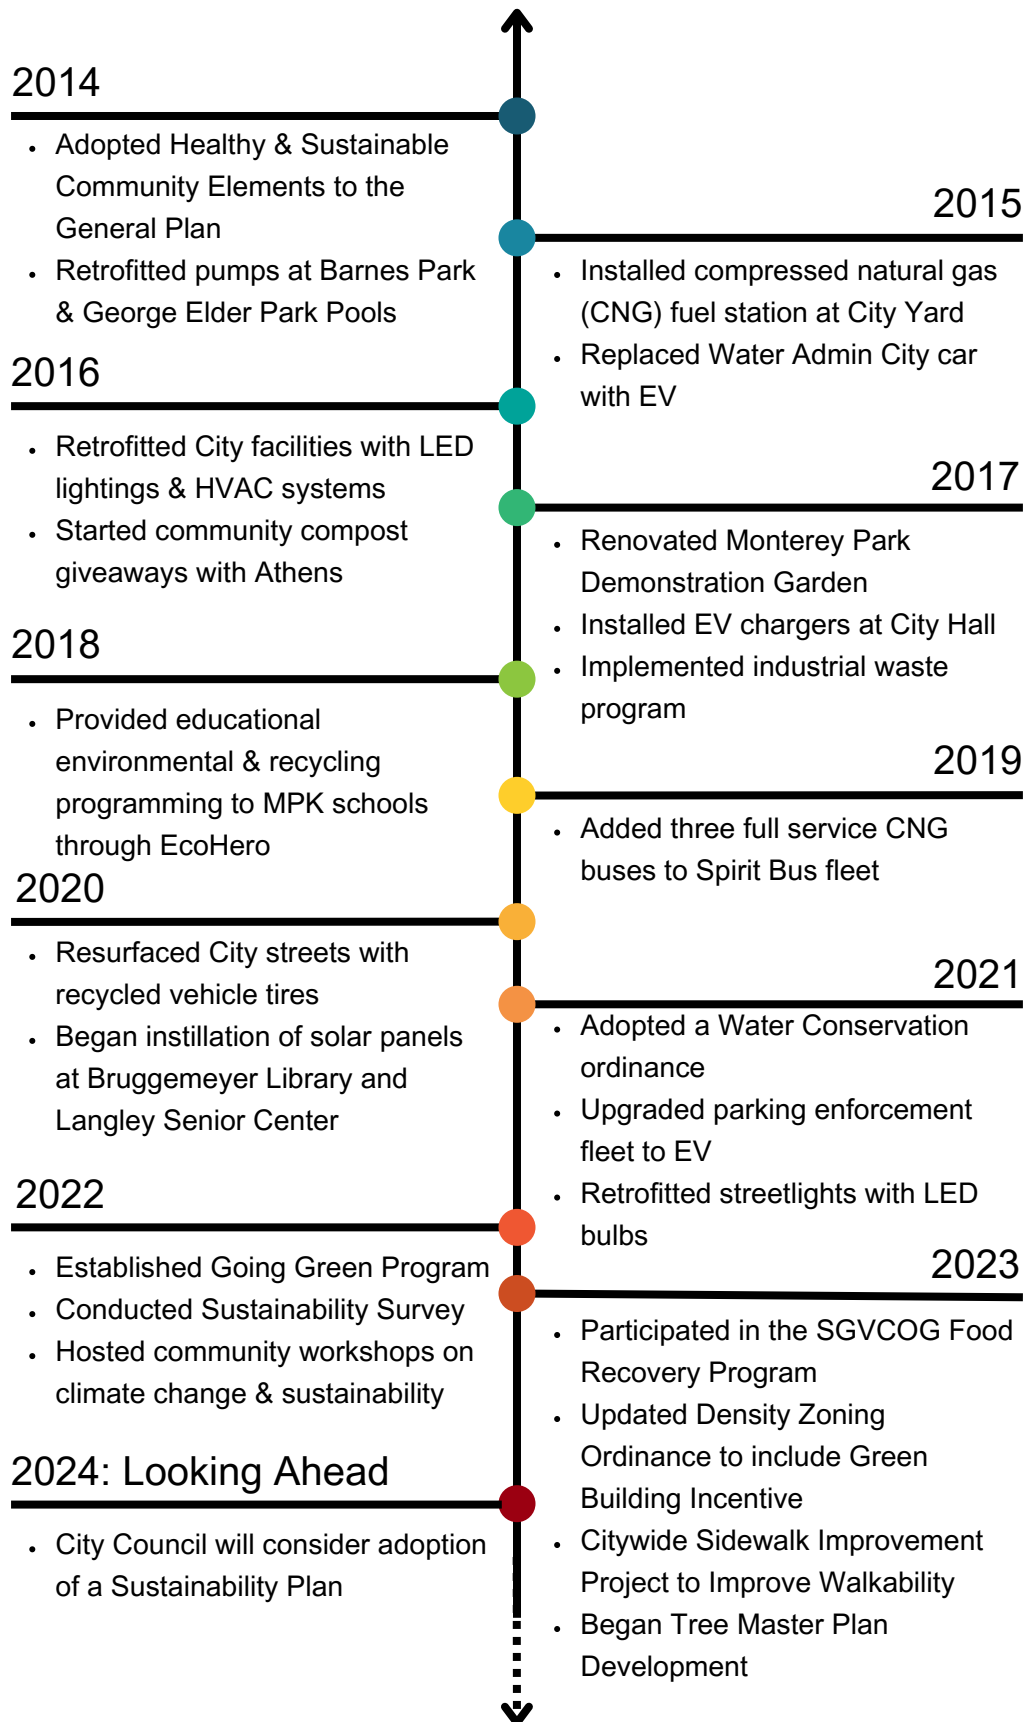 2014
• Adopted Healthy & Sustainable
Community Elements to the
General Plan
• Retrofitted pumps at Barnes Park
& George Elder Park Pools
2015
• Installed compressed natural gas
(CNG) fuel station at City Yard
• Replaced Water Admin City car
with EV
2016
• Retrofitted City facilities with LED
lightings & HVAC systems
• Started community compost
giveaways with Athens
2017
• Renovated Monterey Park
Demonstration Garden
• Installed EV chargers at City Hall
• Implemented industrial waste
program
2018
• Provided educational
environmental & recycling
programming to MPK schools
through EcoHero
2019
• Added three full service CNG
buses to Spirit Bus fleet
2020
• Resurfaced City streets with
recycled vehicle tires
• Began instillation of solar panels
at Bruggemeyer Library and
Langley Senior Center
2021
• Adopted a Water Conservation
ordinance
• Upgraded parking enforcement
fleet to EV
• Retrofitted streetlights with LED
bulbs
2022
• Established Going Green Program
• Conducted Sustainability Survey
• Hosted community workshops on
climate change & sustainability
2023
• Participated in the SGVCOG Food
Recovery Program
• Updated Density Zoning
Ordinance to include Green
Building Incentive
• Citywide Sidewalk Improvement
Project to Improve Walkability
• Began Tree Master Plan
Development
2024: Looking Ahead
• City Council will consider adoption
of a Sustainability Plan